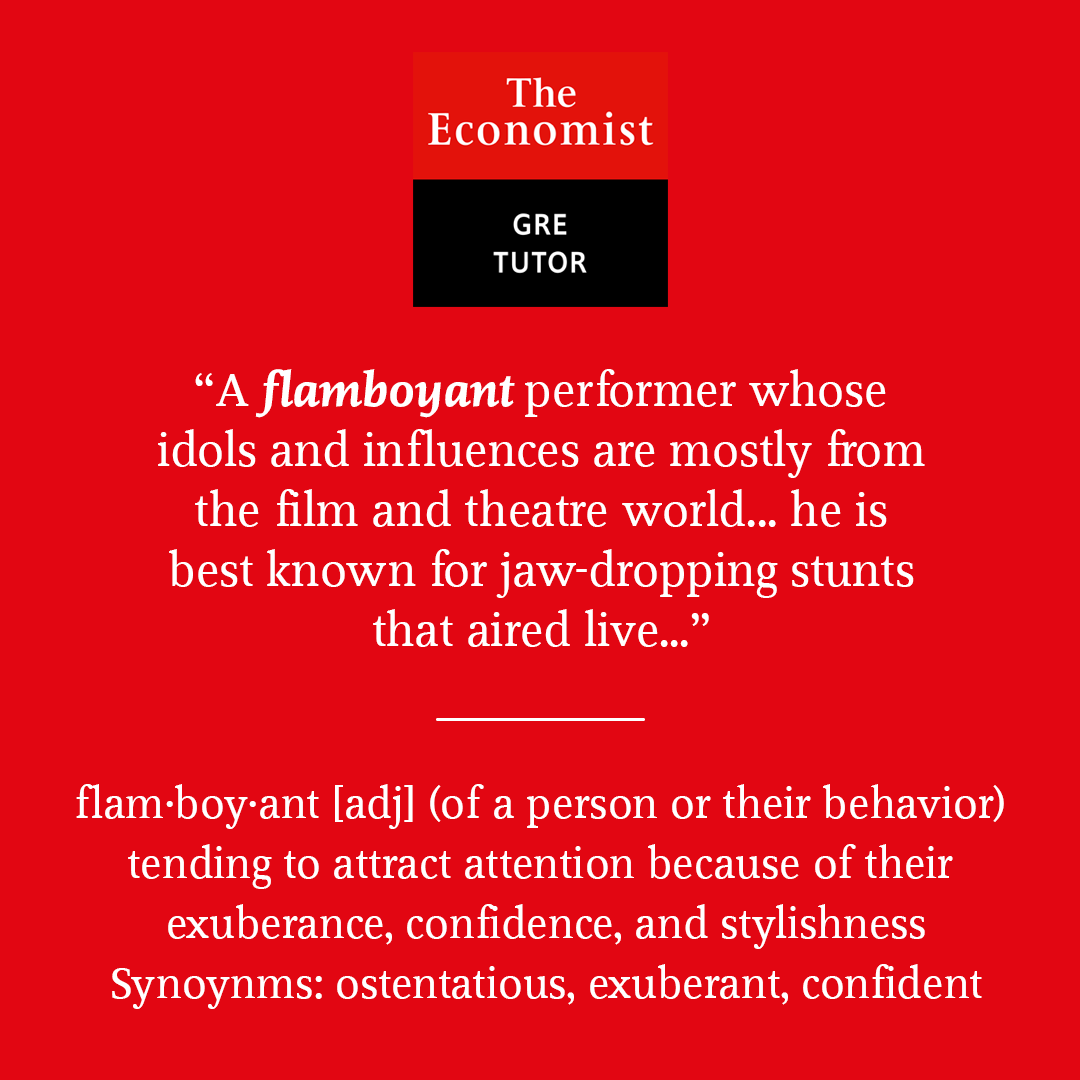 The
Economist
GRE
TUTOR
“A flamboyant performer whose
idols and influences are mostly from
the film and theatre world... he is
best known for jaw-dropping stunts
that aired live...”
flam·boy·ant [adj] (of a person or their behavior)
tending to attract attention because of their
exuberance, confidence, and stylishness
Synoynms: ostentatious, exuberant, confident